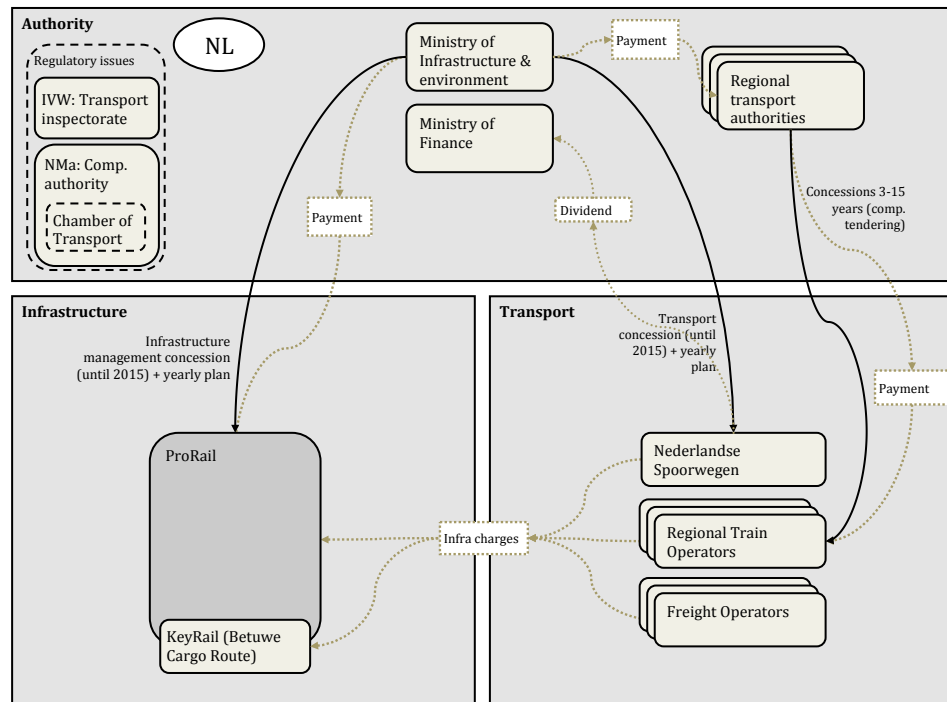 Authority
NL
Regulatory issues
IVW: Transport
inspectorate
NMa: Comp.
authority
Chamber of
Transport
Ministry of
Infrastructure &
environment
Ministry of
Finance
Payment
Regional
transport
authorities
Payment
Dividend
Concessions 3-15
years (comp.
tendering)
Infrastructure
Infrastructure
management concession
(until 2015) + yearly plan
ProRail
KeyRail (Betuwe
Cargo Route)
Infra charges
Transport
Transport
concession (until
2015) + yearly
plan
Payment
Nederlandse
Spoorwegen
Regional Train
Operators
Freight Operators